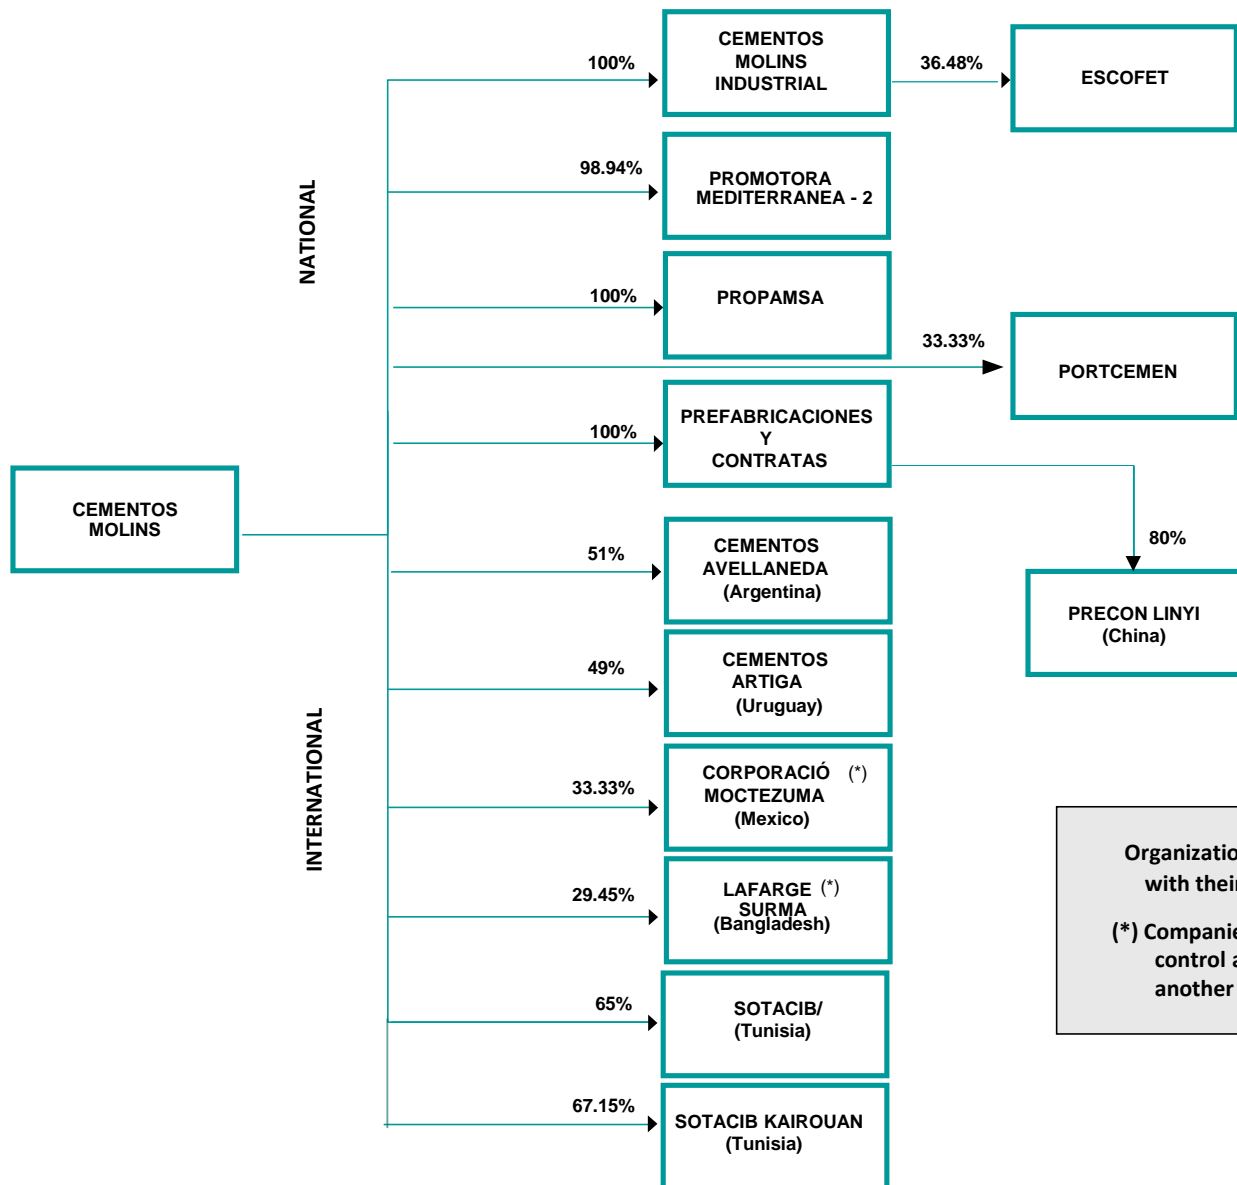 CEMENTOS
MOLINS
INDUSTRIAL
100%
36.48%
ESCOFET
98.94%
PROMOTORA
MEDITERRANEA - 2
NATIONAL
100%
PROPAMSA
33.33%
PORTCEMEN
100%
PREFABRICACIONES
Y
CONTRATAS
CEMENTOS
MOLINS
80%
PRECON LINYI
(China)
51%
CEMENTOS
AVELLANEDA
(Argentina)
49%
CEMENTOS
ARTIGA
(Uruguay)
INTERNATIONAL
33.33%
CORPORACIÓ (*)
MOCTEZUMA
(Mexico)
29.45%
LAFARGE (*)
SURMA
(Bangladesh)
with their
control a
another
65%
SOTACIB/
(Tunisia)
67.15%
SOTACIB KAIROUAN
(Tunisia)